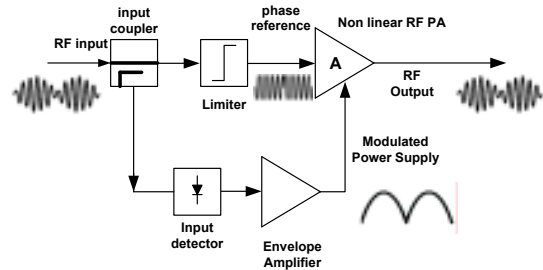 input
coupler
phase
reference
Non linear RF PA
RF input
A
RF
Output
Limiter
Modulated
Power Supply
Input
detector
Envelope
Amplifier